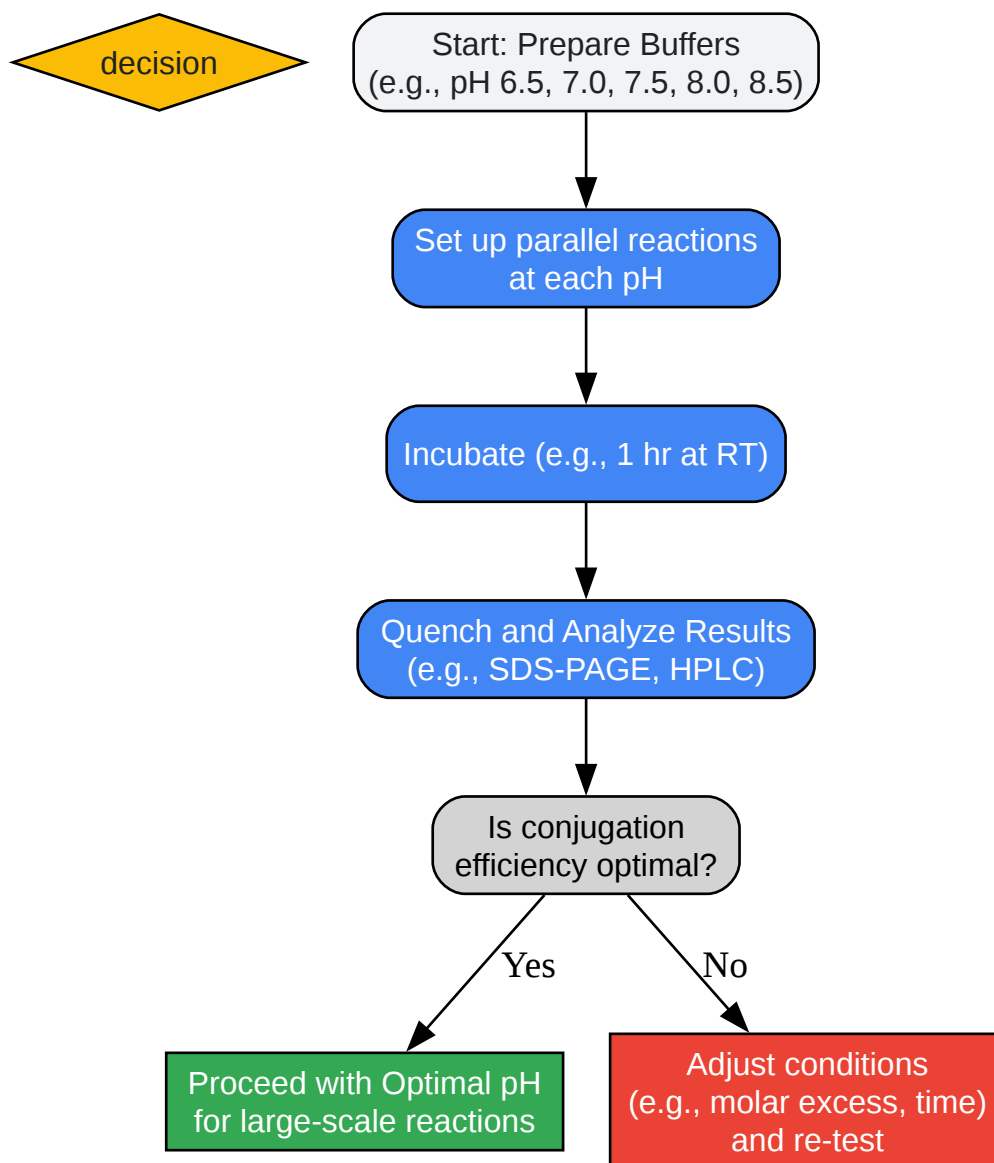 decision
Start: Prepare Buffers
(e.g., pH 6.5, 7.0, 7.5, 8.0, 8.5)
Set up parallel reactions
at each pH
Incubate (e.g., 1 hr at RT)
Quench and Analyze Results
(e.g., SDS-PAGE, HPLC)
Is conjugation
efficiency optimal?
Yes
No
Proceed with Optimal pH
for large-scale reactions
Adjust conditions
(e.g., molar excess, time)
and re-test